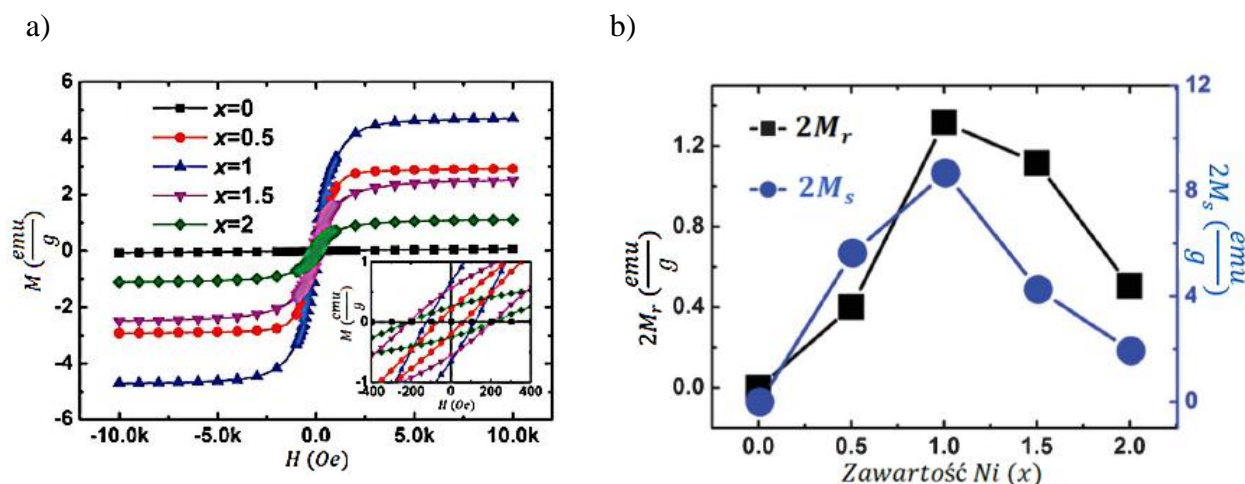 a)
6
4
2
0
-2
-4
-6
M (emu/g)
x=0
x=0.5
x=1
x=1.5
x=2
1
0
-1
M (emu/g)
-400 -200 0 200 400
H (Oe)
-10.0k -5.0k 0.0 5.0k 10.0k
H (Oe)
b)
1.2
0.8
0.4
0.0
2Mᵣ (emu/g)
2Mᵣ
2Mₛ
12
8
4
0
2Mₛ (emu/g)
0.0 0.5 1.0 1.5 2.0
Zawartość Ni (x)